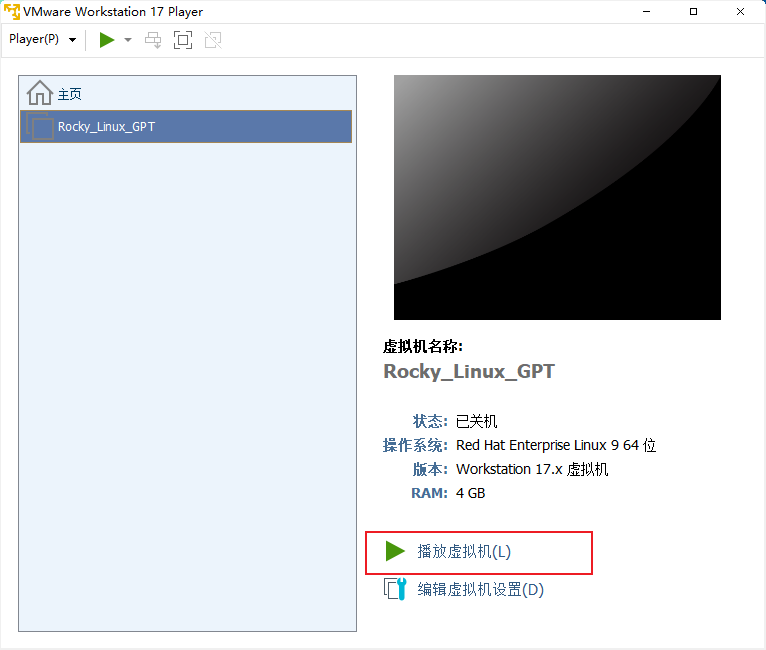 VMware Workstation 17 Player
Player(P)
主页
Rocky_Linux_GPT
虚拟机名称:
Rocky_Linux_GPT
状态: 已关机
操作系统: Red Hat Enterprise Linux 9 64 位
版本: Workstation 17.x 虚拟机
RAM: 4 GB
播放虚拟机(L)
编辑虚拟机设置(D)